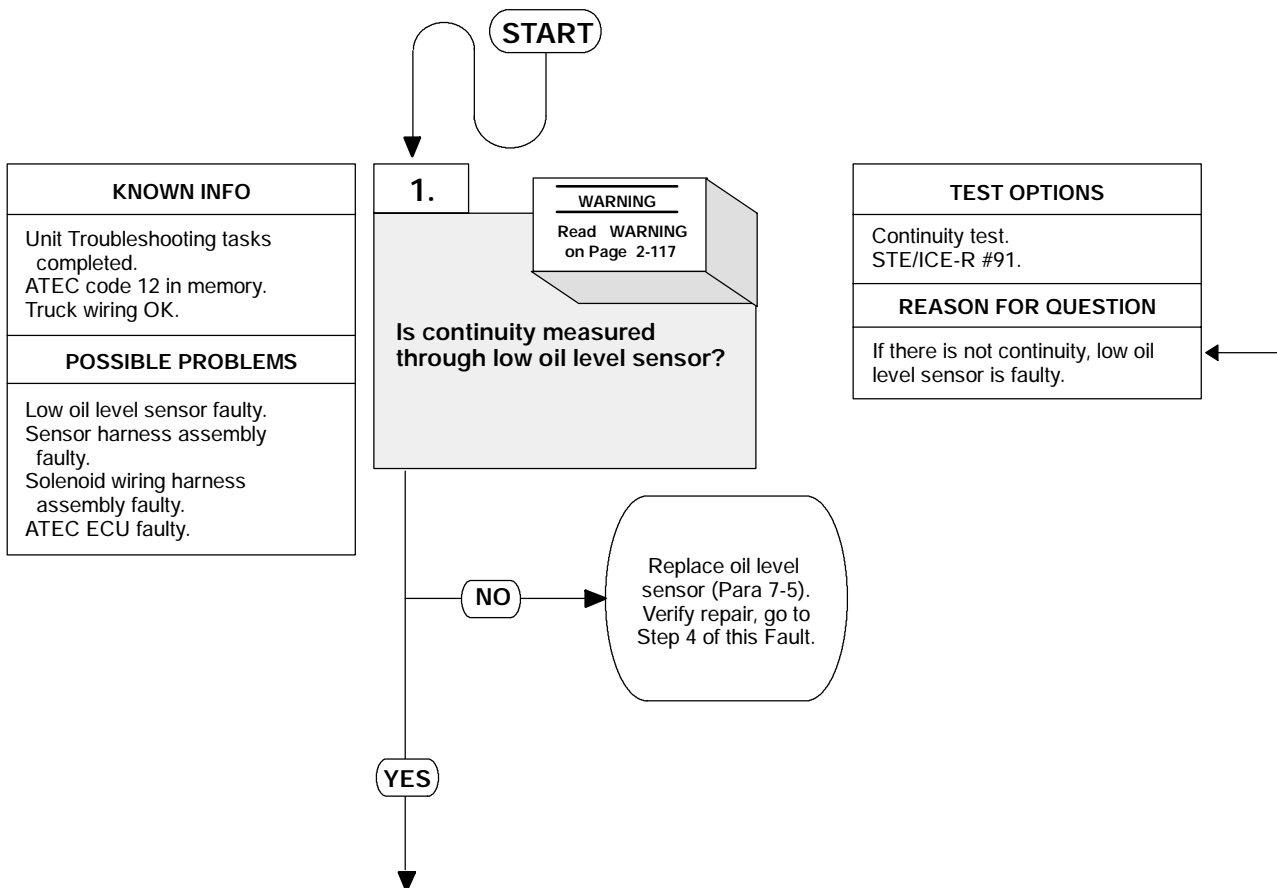 START
KNOWN INFO
Unit Troubleshooting tasks
completed.
ATEC code 12 in memory.
Truck wiring OK.
POSSIBLE PROBLEMS
Low oil level sensor faulty.
Sensor harness assembly
faulty.
Solenoid wiring harness
assembly faulty.
ATEC ECU faulty.
1.
WARNING
Read WARNING
on Page 2-117
Is continuity measured
through low oil level sensor?
TEST OPTIONS
Continuity test.
STE/ICE-R #91.
REASON FOR QUESTION
If there is not continuity, low oil
level sensor is faulty.
NO
Replace oil level
sensor (Para 7-5).
Verify repair, go to
Step 4 of this Fault.
YES